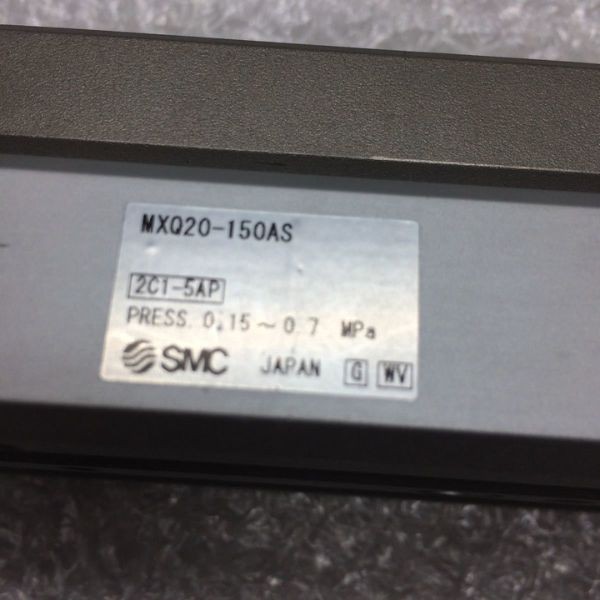 MXQ20-150AS
2C1-5AP
PRESS 0.15～0.7 MPa
SMC JAPAN G WV